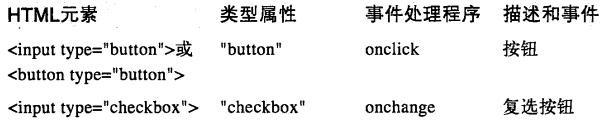 HTML元素 类型属性 事件处理程序 描述和事件
<input type="button">或 "button" onclick 按钮
<button type="button">
<input type="checkbox"> "checkbox" onchange 复选按钮